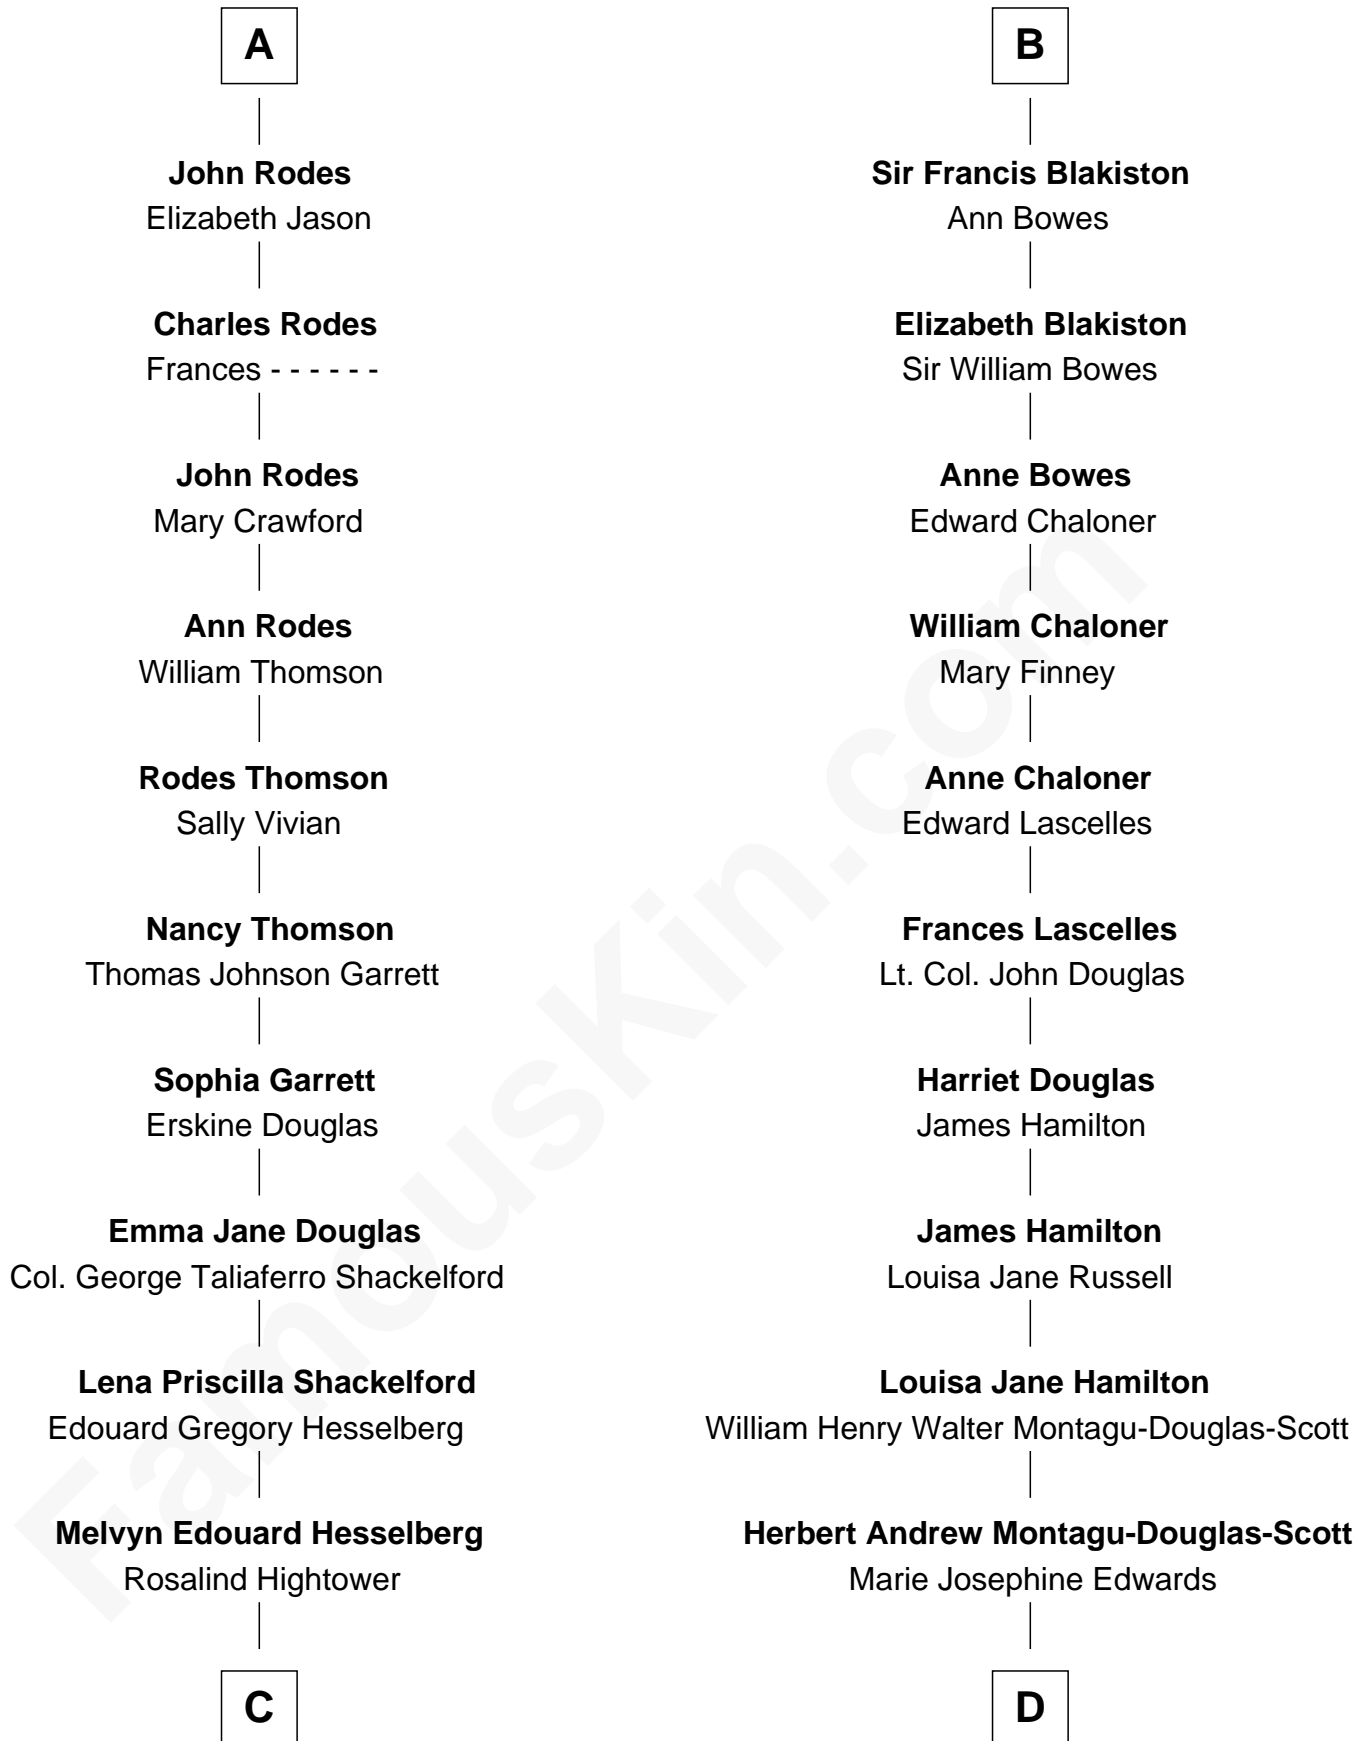 A
John Rodes
Elizabeth Jason
Charles Rodes
Frances - - - - - -
John Rodes
Mary Crawford
Ann Rodes
William Thomson
Rodes Thomson
Sally Vivian
Nancy Thomson
Thomas Johnson Garrett
Sophia Garrett
Erskine Douglas
Emma Jane Douglas
Col. George Taliaferro Shackelford
Lena Priscilla Shackelford
Edouard Gregory Hesselberg
Melvyn Edouard Hesselberg
Rosalind Hightower
C
B
Sir Francis Blakiston
Ann Bowes
Elizabeth Blakiston
Sir William Bowes
Anne Bowes
Edward Chaloner
William Chaloner
Mary Finney
Anne Chaloner
Edward Lascelles
Frances Lascelles
Lt. Col. John Douglas
Harriet Douglas
James Hamilton
James Hamilton
Louisa Jane Russell
Louisa Jane Hamilton
William Henry Walter Montagu-Douglas-Scott
Herbert Andrew Montagu-Douglas-Scott
Marie Josephine Edwards
D
FamousKin.com